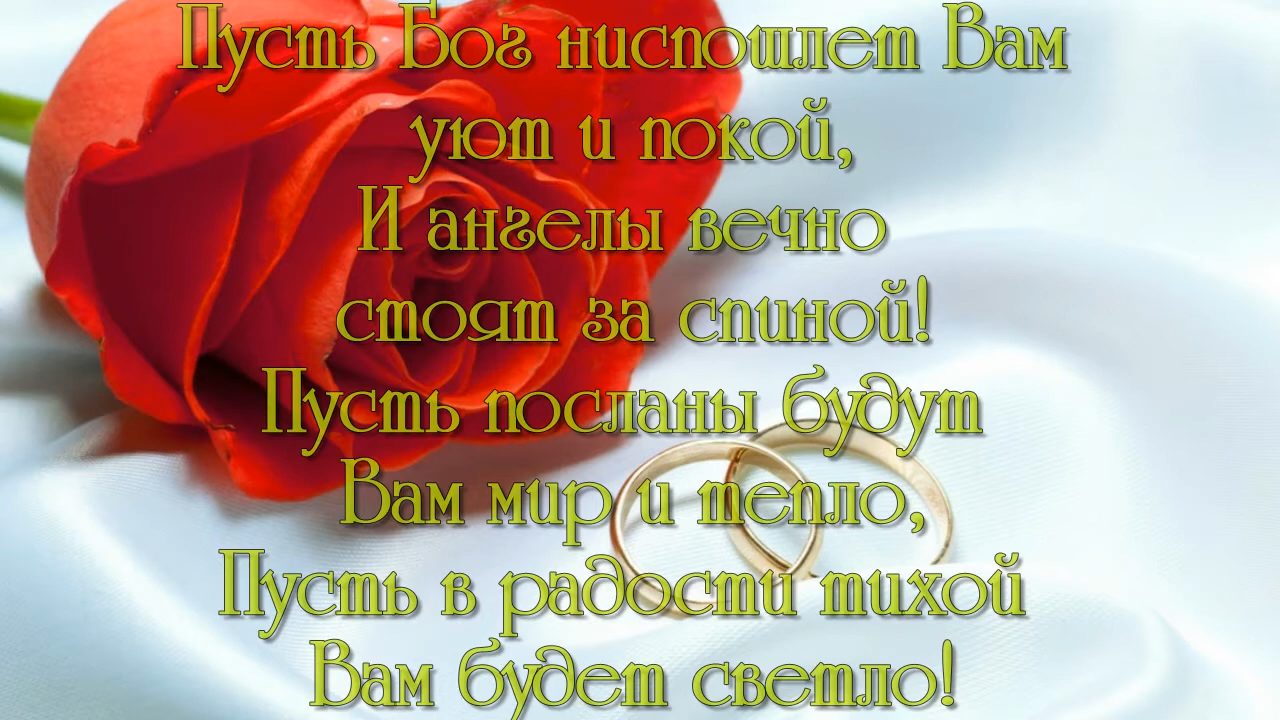 Пусть Бог ниспошлет Вам
уют и покой,
И ангелы вечно
стоят за спиной!
Пусть посланы будут
Вам мир и тепло,
Пусть в радости тихой
Вам будет светло!